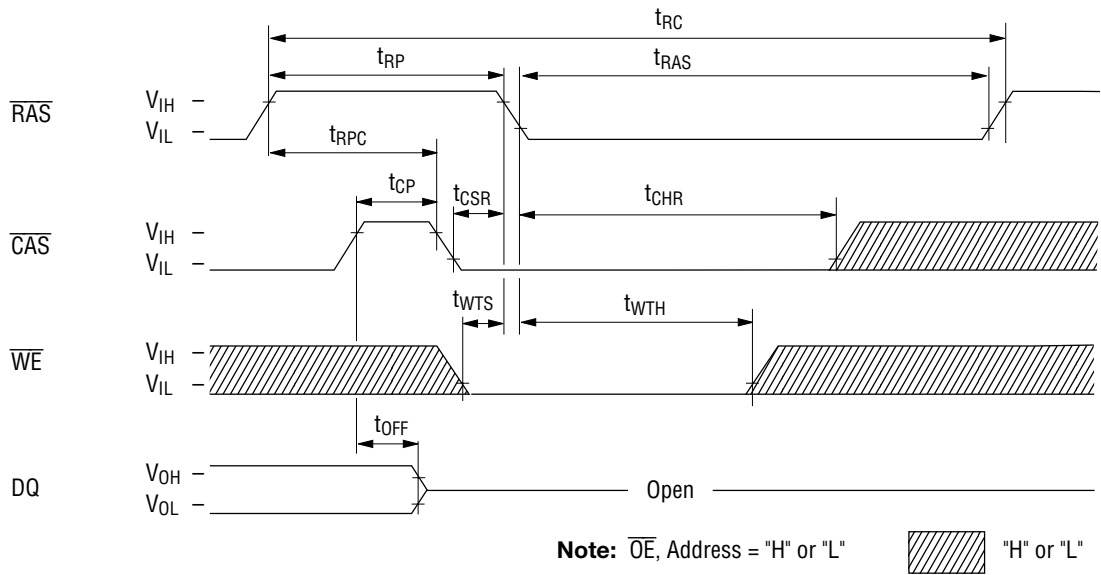 tRC
tRP
tRAS
RAS
VIH
VIL
tRPC
tCP
tCSR
tCHR
CAS
VIH
VIL
tWTS
tWTH
WE
VIH
VIL
tOFF
DQ
VOH
VOL
Open
Note: OE, Address = "H" or "L"
"H" or "L"